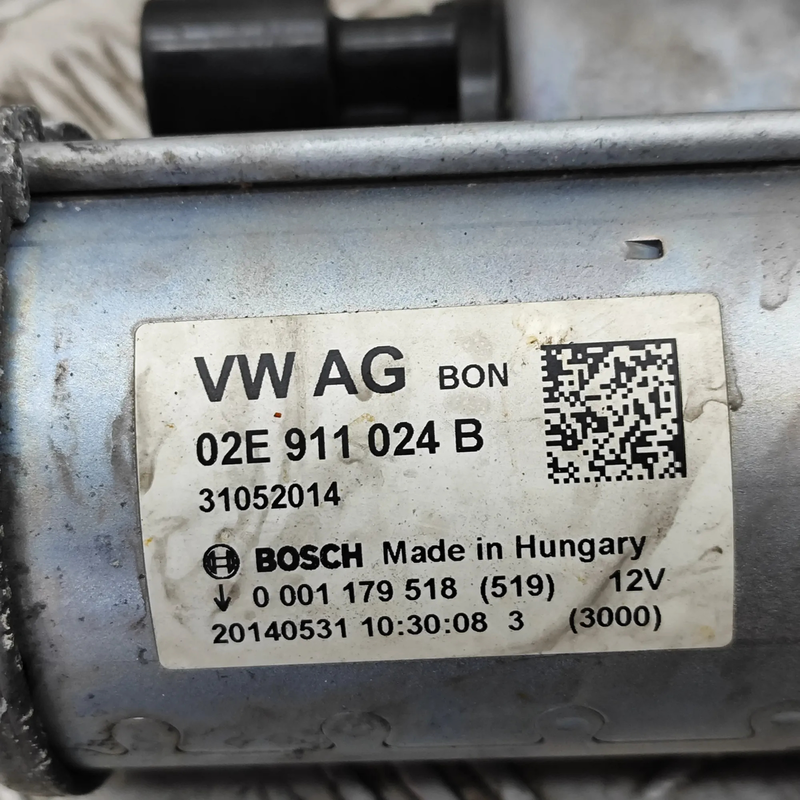 VW AG BON
02E 911 024 B
31052014
BOSCH Made in Hungary
↓ 0 001 179 518 (519) 12V
20140531 10:30:08 3 (3000)